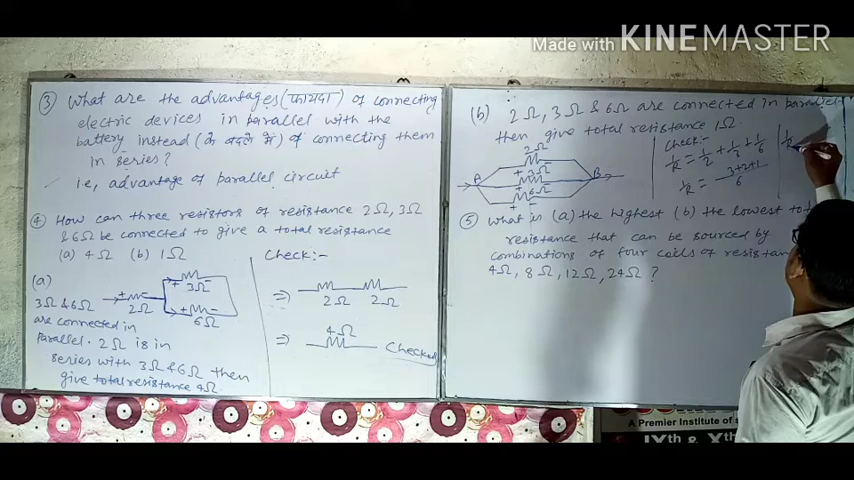 Made with KINEMASTER
③ What are the advantages (फायदा) of connecting
electric devices in parallel with the
battery instead (के बदले में) of connecting them
in series?
i.e, advantage of parallel circuit
④ How can three resistors of resistance 2Ω, 3Ω
& 6Ω be connected to give a total resistance
(a) 4Ω (b) 1Ω
(a)
+ 3Ω -
+ 2Ω -
+ 6Ω -
3Ω & 6Ω
are connected in
Parallel. 2Ω is in
series with 3Ω & 6Ω then
give total resistance 4Ω.
Check:-
⇒ 2Ω 2Ω
⇒ 4Ω
Checked
(b) 2Ω, 3Ω & 6Ω are connected in parallel
then give total resistance 1Ω.
2Ω
A + 3Ω - B
+ 6Ω -
Check:-
1/R = 1/2 + 1/3 + 1/6
1/R = 3+2+1/6
⑤ What is (a) the highest (b) the lowest
resistance that can be sourced by
combinations of four coils of
4Ω, 8Ω, 12Ω, 24Ω ?
A Premier Institute of
IXth & Xth